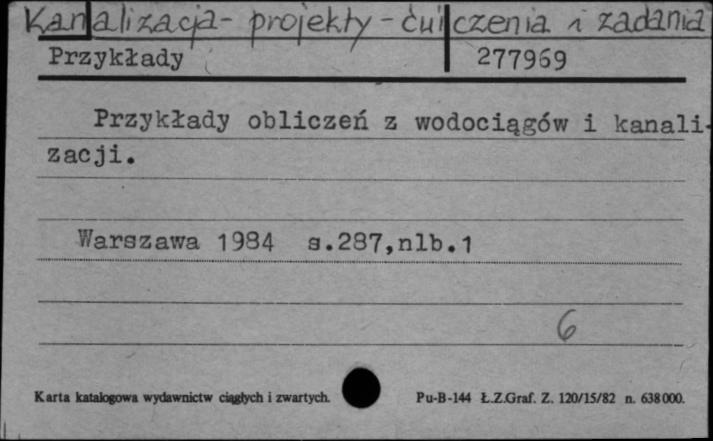 Kanalizacja - projekty - ćwiczenia i zadania
Przykłady 277969
Przykłady obliczeń z wodociągów i kanali-
zacji.
Warszawa 1984 s.287,nlb.1
6
Karta katalogowa wydawnictw ciągłych i zwartych. Pu-B-144 Ł.Z.Graf. Z. 120/15/82 n. 638000.